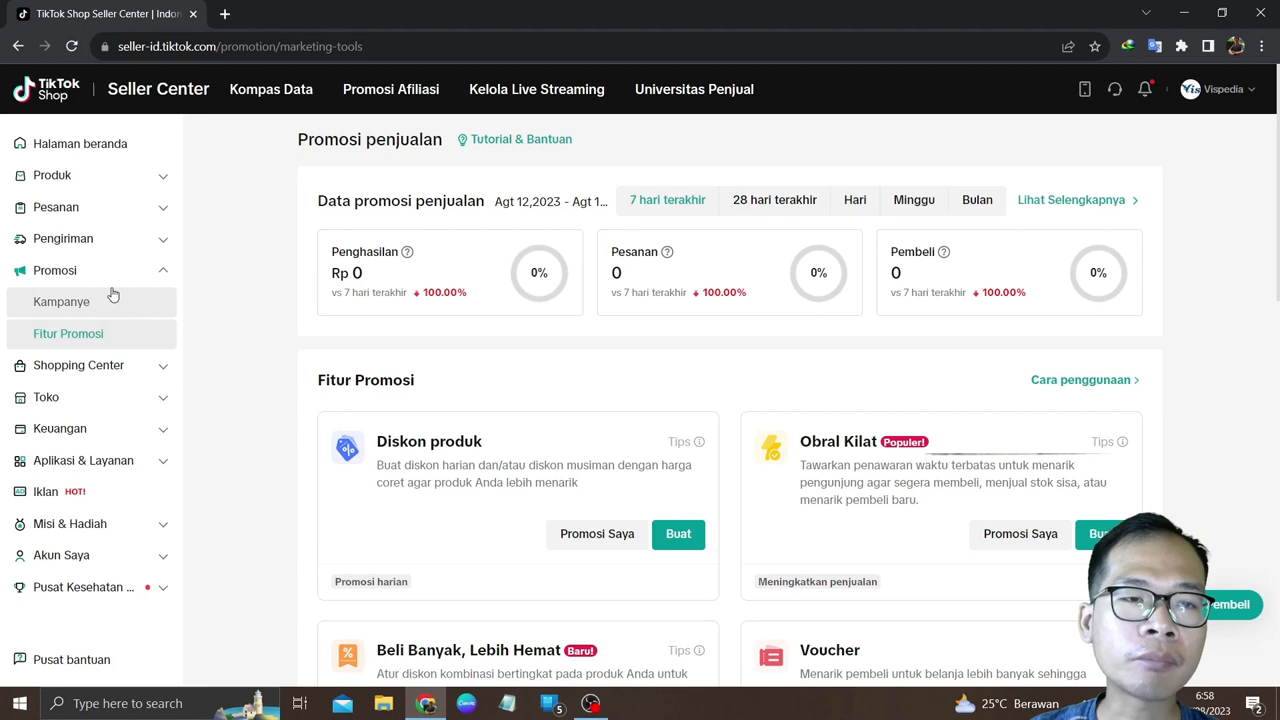 TikTok Shop Seller Center | Indon
seller-id.tiktok.com/promotion/marketing-tools
TikTok Shop
Seller Center
Kompas Data
Promosi Afiliasi
Kelola Live Streaming
Universitas Penjual
Vispedia
Halaman beranda
Produk
Pesanan
Pengiriman
Promosi
Kampanye
Fitur Promosi
Shopping Center
Toko
Keuangan
Aplikasi & Layanan
Iklan HOT!
Misi & Hadiah
Akun Saya
Pusat Kesehatan ...
Pusat bantuan
Promosi penjualan
Tutorial & Bantuan
Data promosi penjualan
Agt 12,2023 - Agt 1...
7 hari terakhir
28 hari terakhir
Hari
Minggu
Bulan
Lihat Selengkapnya
Penghasilan
Rp 0
vs 7 hari terakhir 100.00%
0%
Pesanan
0
vs 7 hari terakhir 100.00%
0%
Pembeli
0
vs 7 hari terakhir 100.00%
0%
Fitur Promosi
Cara penggunaan
Diskon produk
Tips
Buat diskon harian dan/atau diskon musiman dengan harga
coret agar produk Anda lebih menarik
Promosi Saya
Buat
Promosi harian
Obral Kilat Populer!
Tips
Tawarkan penawaran waktu terbatas untuk menarik
pengunjung agar segera membeli, menjual stok sisa, atau
menarik pembeli baru.
Promosi Saya
Meningkatkan penjualan
Beli Banyak, Lebih Hemat Baru!
Tips
Atur diskon kombinasi bertingkat pada produk Anda untuk
Voucher
Menarik pembeli untuk belanja lebih banyak sehingga
Type here to search
Canva
5
25°C Berawan
6:58
/08/2023
2